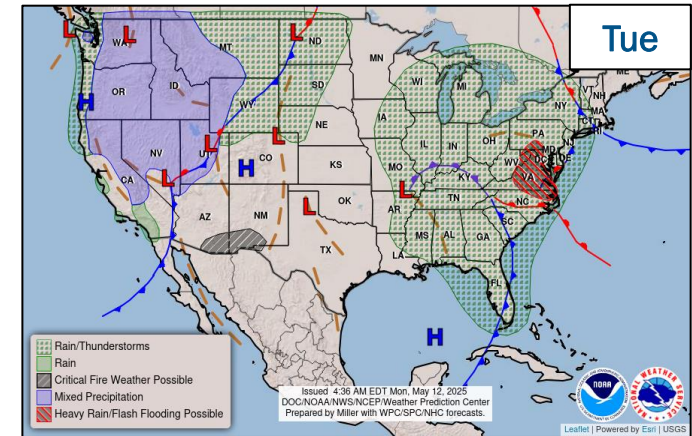 Tue
L
WA
L
L
MT
ND
MN
ME
VT
NH
H
OR
ID
SD
WI
MI
NY
MA
CT
RI
WY
L
L
NE
IA
PA
NJ
NV
UT
CO
H
IL
IN
OH
MD
DC
DE
WV
VA
CA
L
KS
MO
KY
L
AZ
NM
L
OK
AR
TN
NC
SC
TX
MS
AL
GA
LA
FL
H
Rain/Thunderstorms
Rain
Critical Fire Weather Possible
Mixed Precipitation
Heavy Rain/Flash Flooding Possible
Issued 4:36 AM EDT Mon, May 12, 2025
DOC/NOAA/NWS/NCEP/Weather Prediction Center
Prepared by Miller with WPC/SPC/NHC forecasts.
NOAA
NATIONAL WEATHER SERVICE
Leaflet | Powered by Esri | USGS